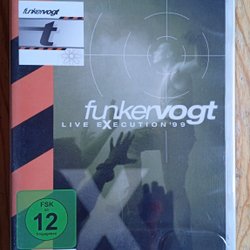 funkervogt
t
funkervogt
LIVE EXECUTION'99
FSK
12